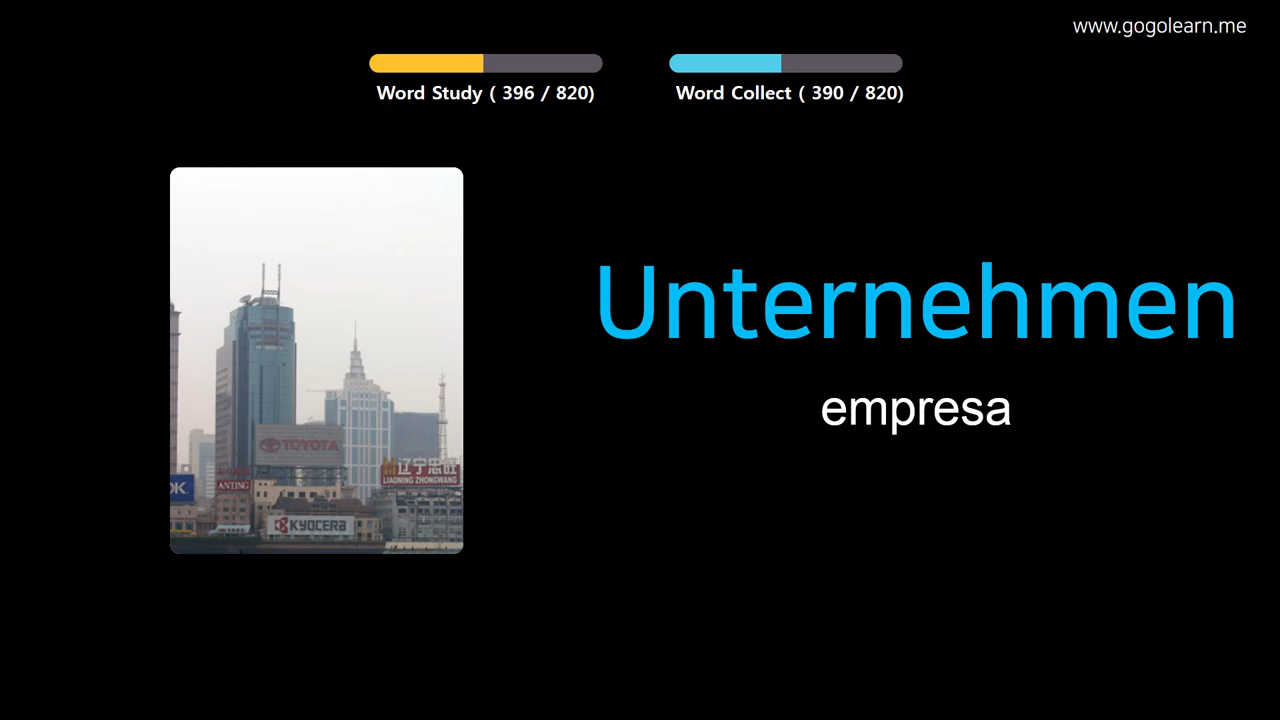 www.gogolearn.me
Word Study ( 396 / 820)
Word Collect ( 390 / 820)
Unternehmen
empresa
TOYOTA
辽宁忠旺
LIAONING ZHONGWANG
ANTING
OK
KYOCERA